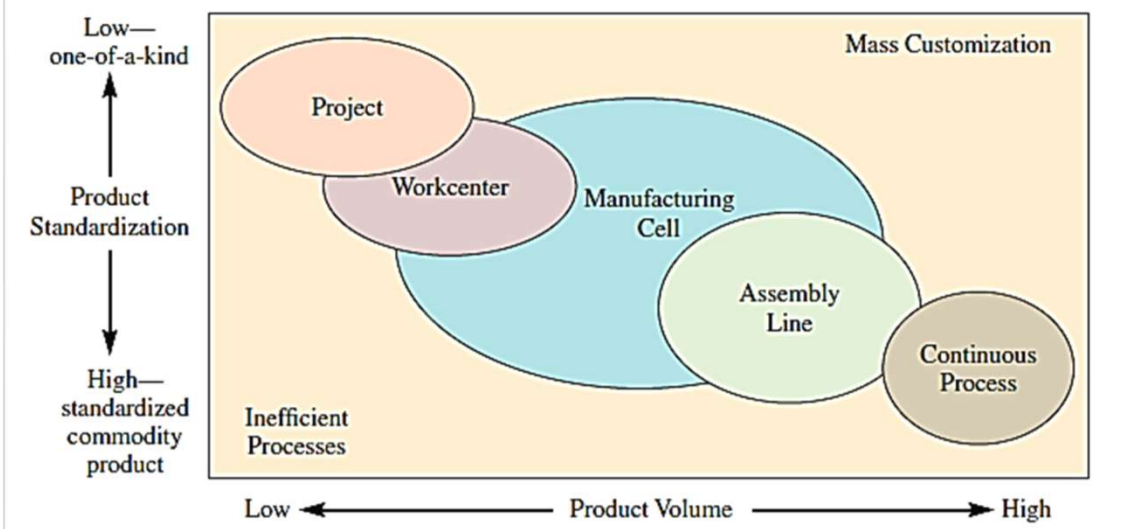 Low—
one-of-a-kind
Product
Standardization
High—
standardized
commodity
product
Mass Customization
Project
Workcenter
Manufacturing
Cell
Assembly
Line
Continuous
Process
Inefficient
Processes
Low
Product Volume
High